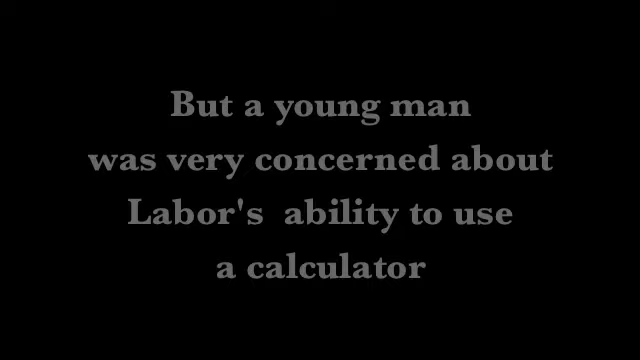 But a young man
was very concerned about
Labor's  ability to use
a calculator